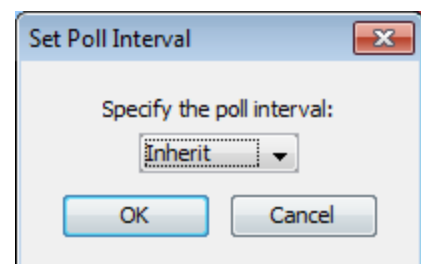 Set Poll Interval
Specify the poll interval:
Inherit
OK Cancel